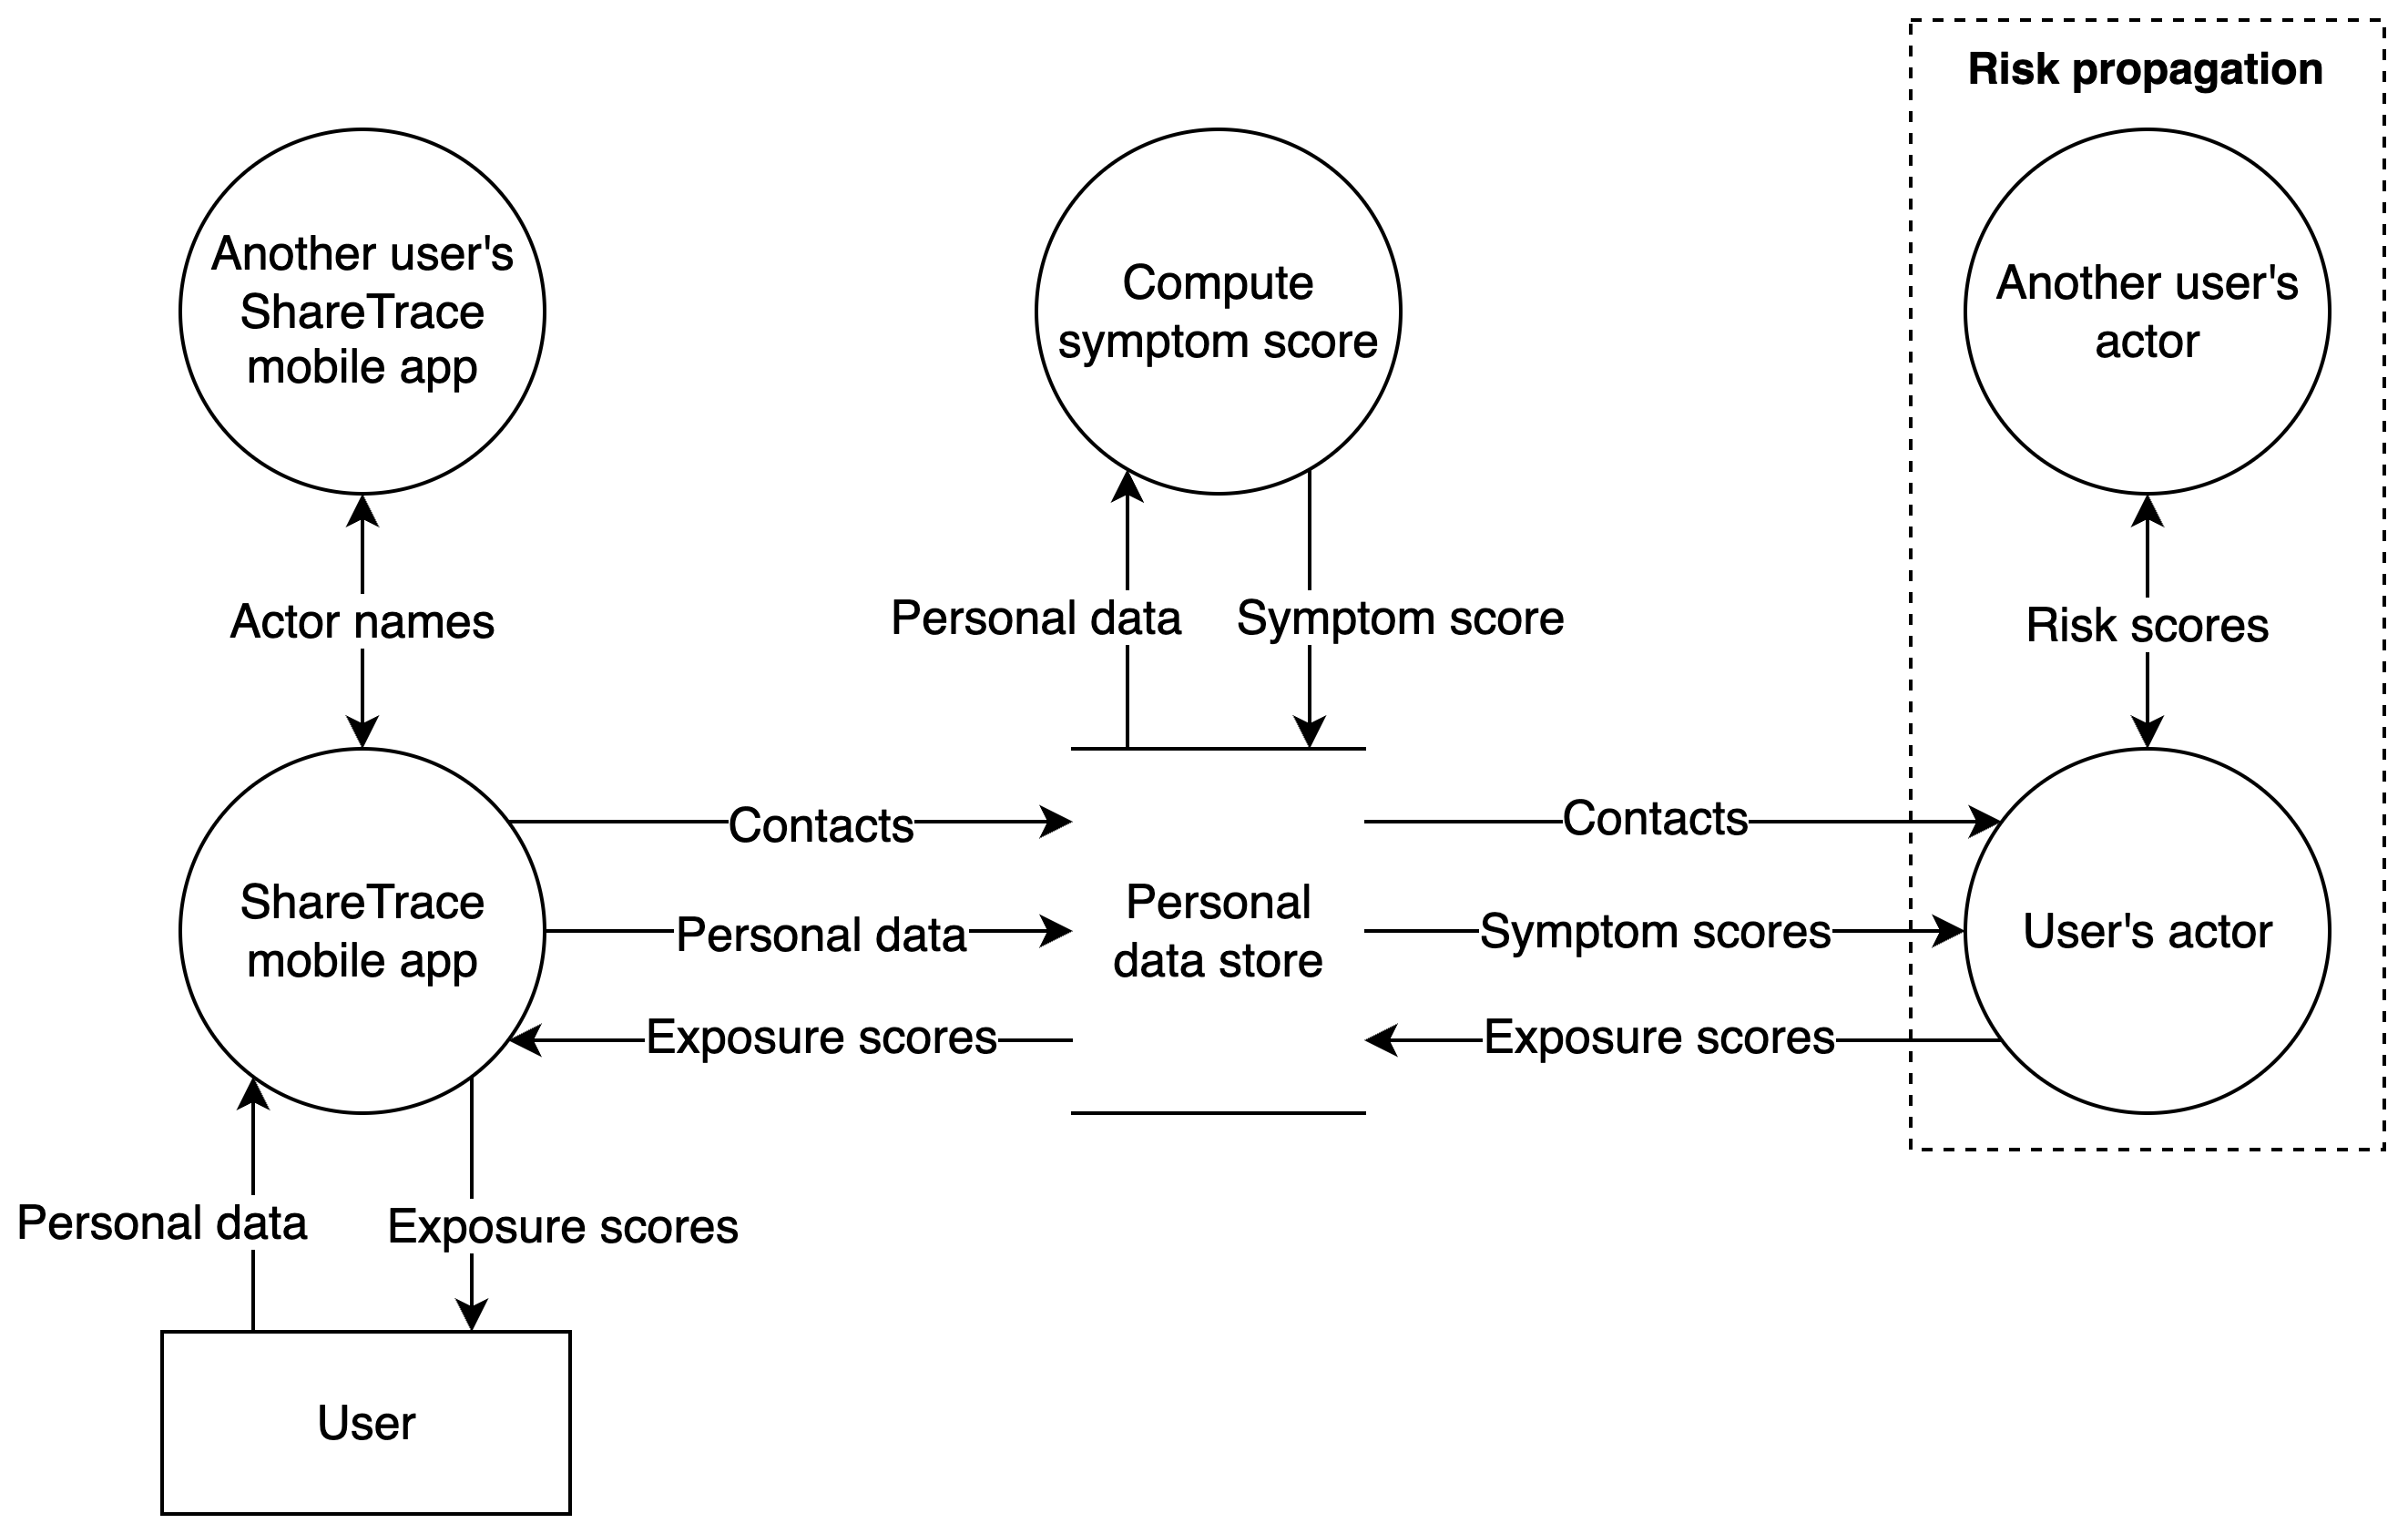 Risk propagation
Another user's
ShareTrace
mobile app
Compute
symptom score
Another user's
actor
Actor names
Personal data
Symptom score
Risk scores
Contacts
Contacts
ShareTrace
mobile app
Personal data
Personal
data store
Symptom scores
User's actor
Exposure scores
Exposure scores
Personal data
Exposure scores
User